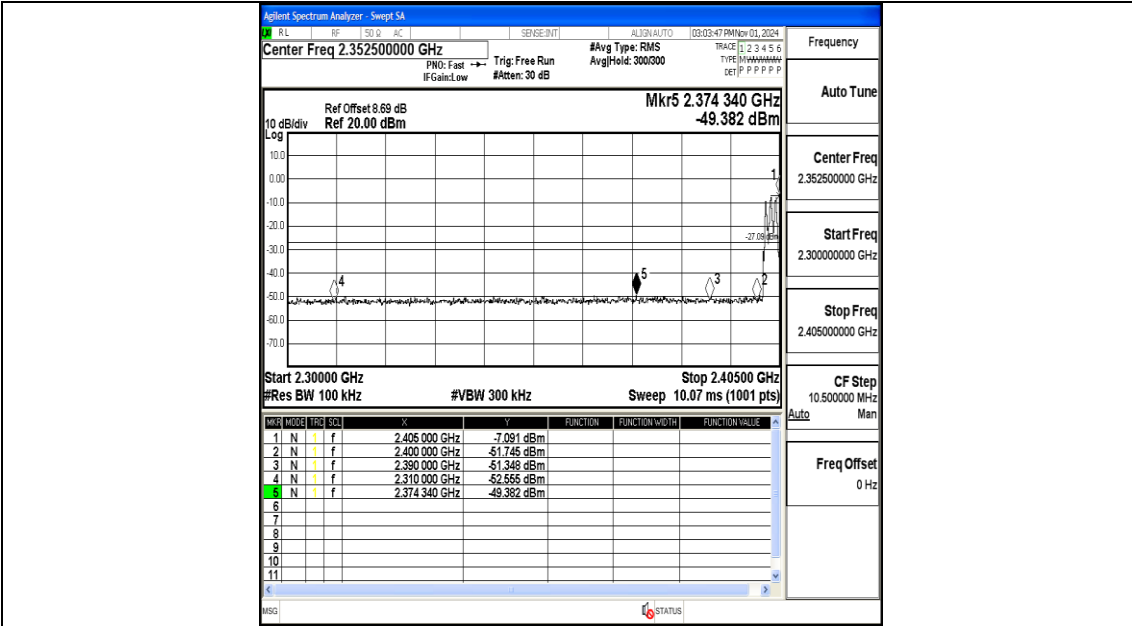 Agilent Spectrum Analyzer - Swept SA
RL RF 50 Ω AC SENSE:INT ALIGN AUTO 03:03:47 PM Nov 01, 2024
Center Freq 2.352500000 GHz
PNO: Fast
IFGain:Low
Trig: Free Run
#Atten: 30 dB
#Avg Type: RMS
Avg|Hold: 300/300
TRACE 1 2 3 4 5 6
TYPE
DET P P P P P P
Mkr5 2.374 340 GHz
-49.382 dBm
Ref Offset 8.69 dB
10 dB/div Ref 20.00 dBm
Log
10.0
0.00
-10.0
-20.0
-30.0
-40.0
-50.0
-60.0
-70.0
1
-27.09 dBm
4
5
3
2
Start 2.30000 GHz Stop 2.40500 GHz
#Res BW 100 kHz #VBW 300 kHz Sweep 10.07 ms (1001 pts)
MKR MODE TRC SCL X Y FUNCTION FUNCTION WIDTH FUNCTION VALUE
1 N 1 f 2.405 000 GHz -7.091 dBm
2 N 1 f 2.400 000 GHz -51.745 dBm
3 N 1 f 2.390 000 GHz -51.348 dBm
4 N 1 f 2.310 000 GHz -52.555 dBm
5 N 1 f 2.374 340 GHz -49.382 dBm
6
7
8
9
10
11
MSG STATUS
Frequency
Auto Tune
Center Freq
2.352500000 GHz
Start Freq
2.300000000 GHz
Stop Freq
2.405000000 GHz
CF Step
10.500000 MHz
Auto Man
Freq Offset
0 Hz